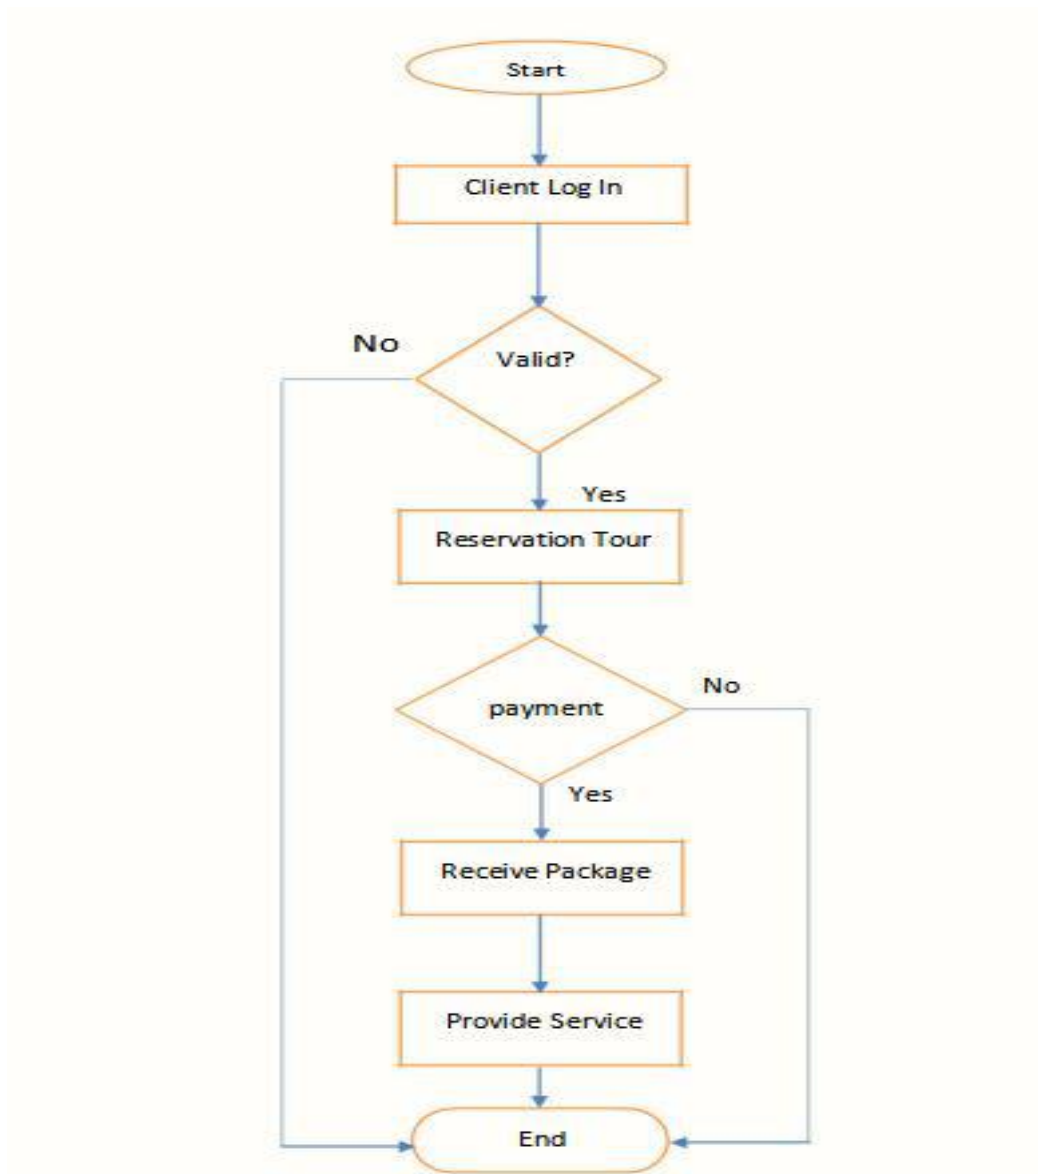 Start
Client Log In
No
Valid?
Yes
Reservation Tour
No
payment
Yes
Receive Package
Provide Service
End